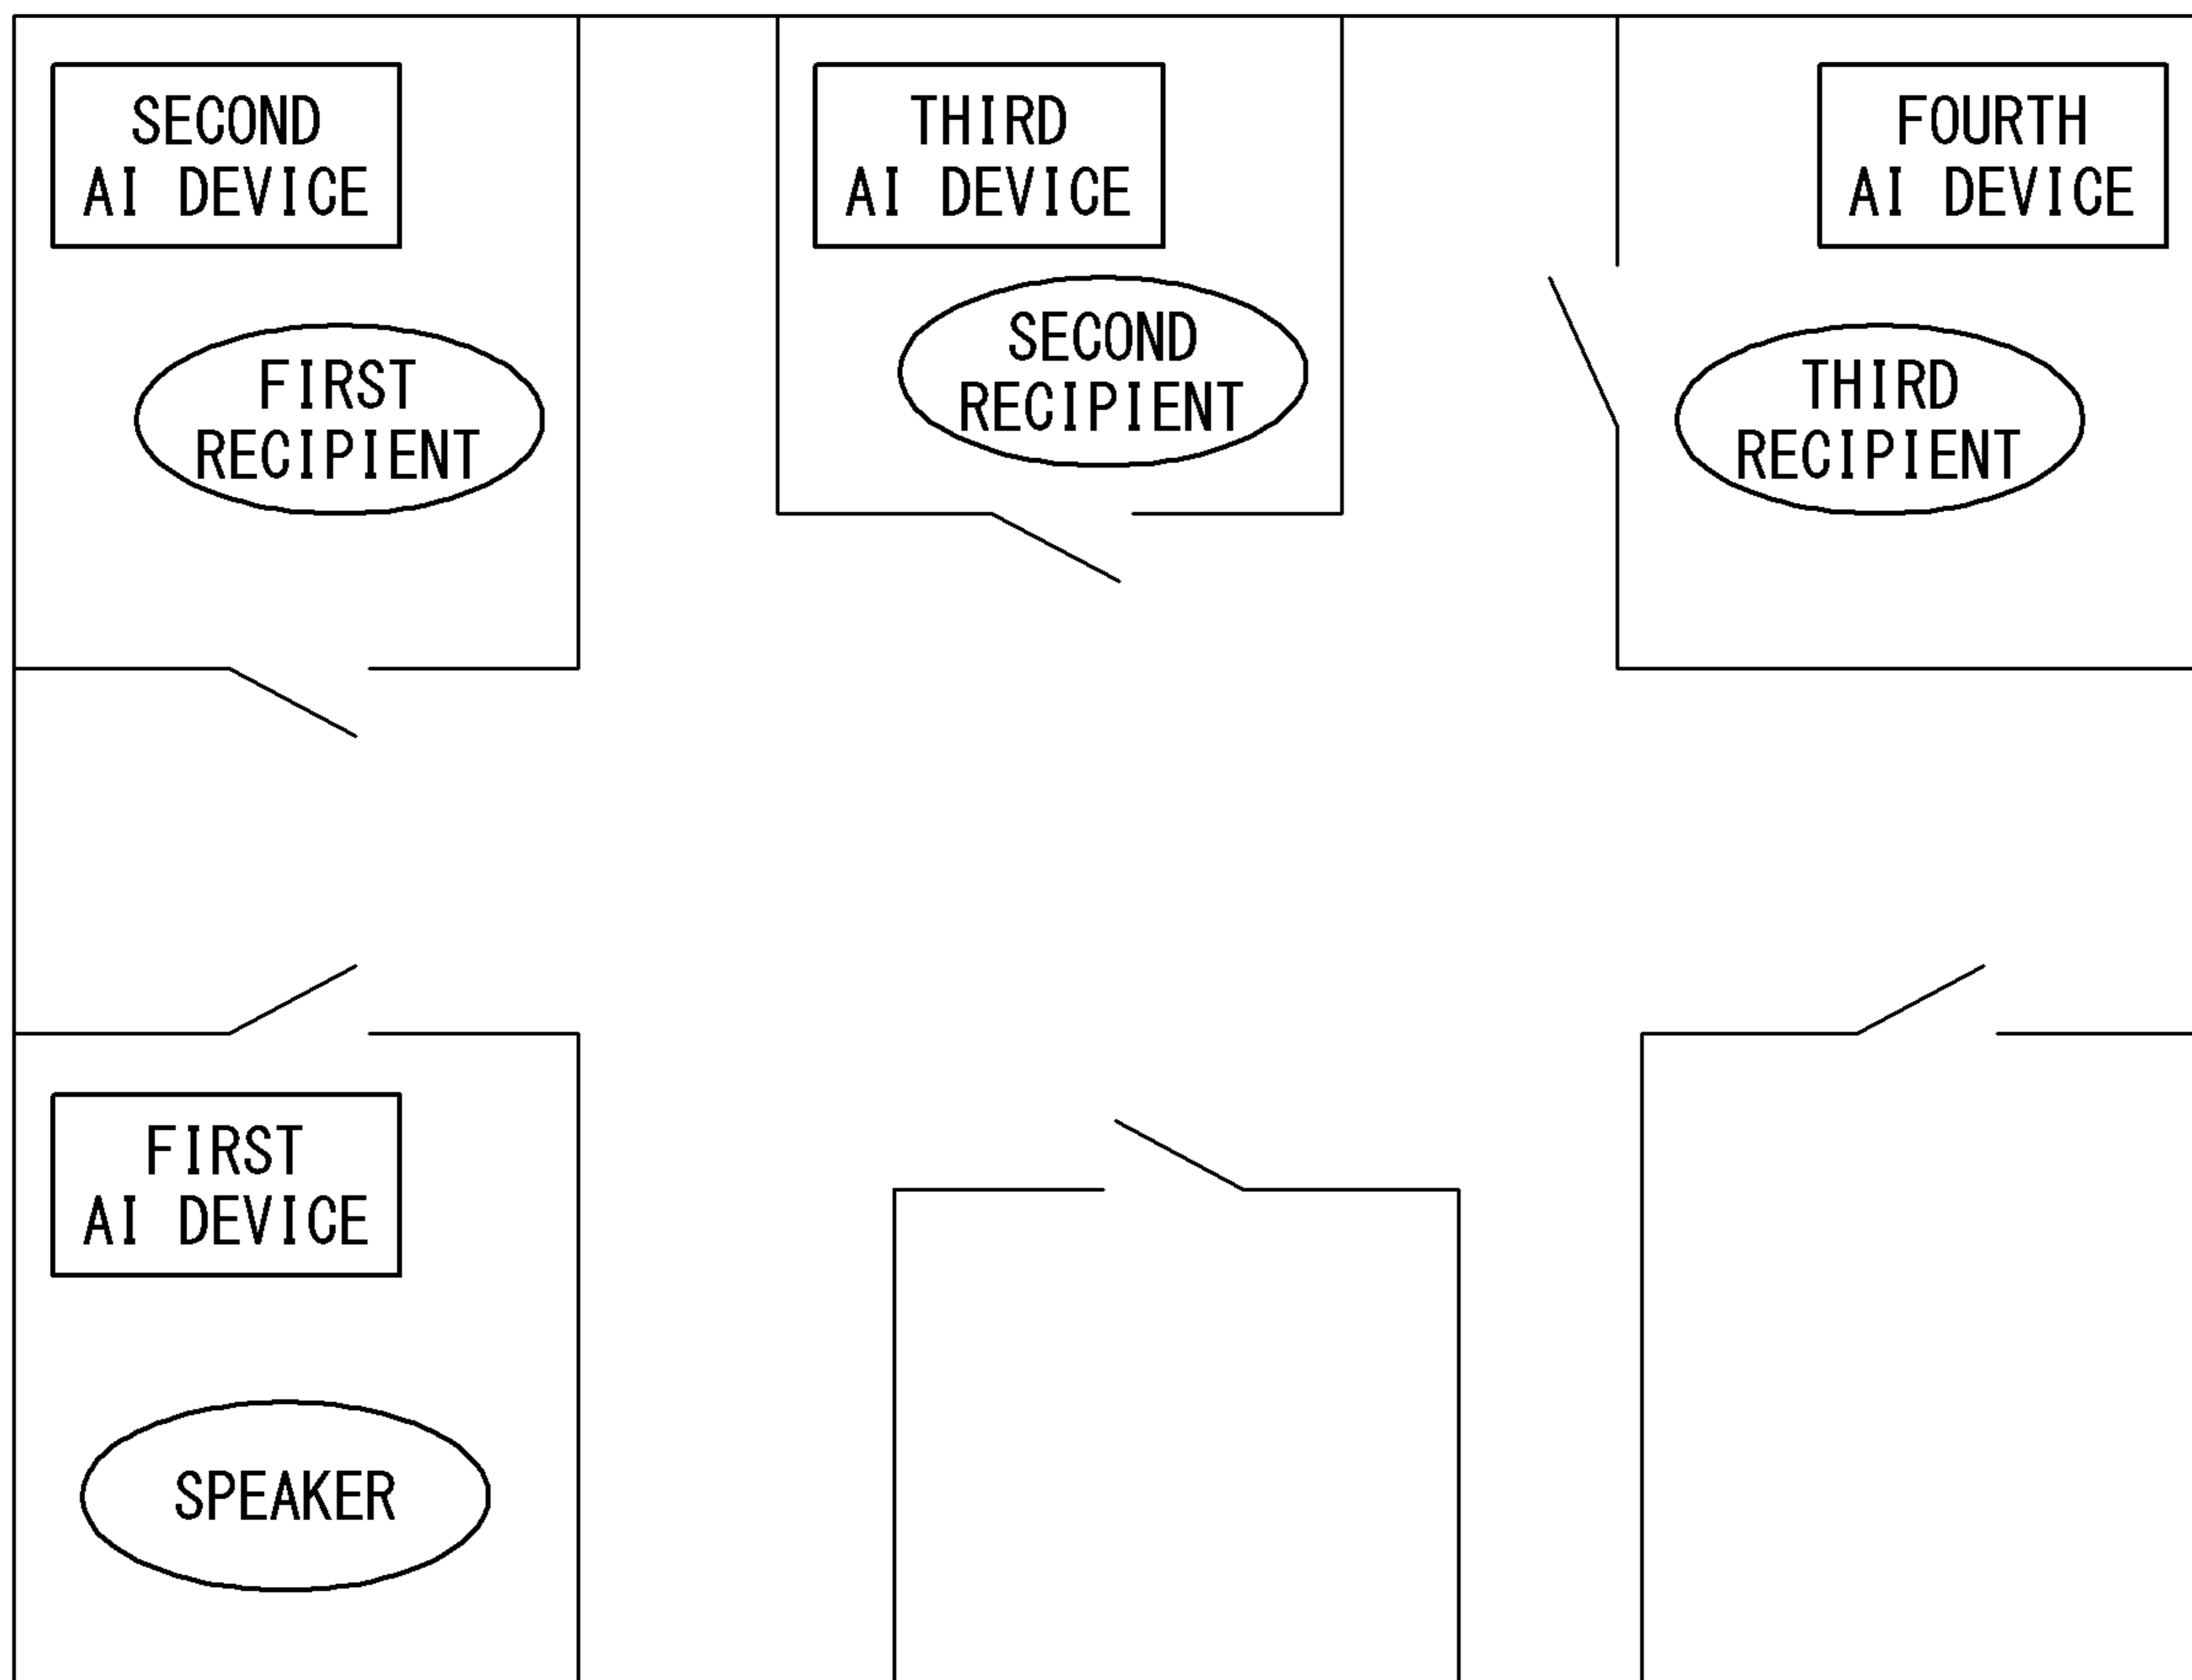 SECOND
AI DEVICE
THIRD
AI DEVICE
FOURTH
AI DEVICE
FIRST
RECIPIENT
SECOND
RECIPIENT
THIRD
RECIPIENT
FIRST
AI DEVICE
SPEAKER